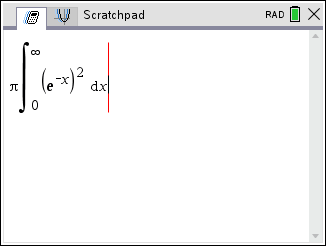 Scratchpad RAD
π∫₀^∞ (e^-x)^2 dx